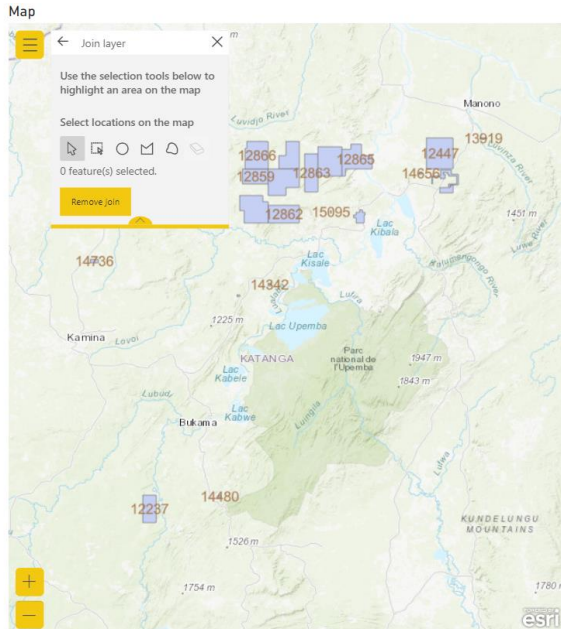 Map
Join layer
Use the selection tools below to
highlight an area on the map
Select locations on the map
0 feature(s) selected.
Remove join
Luvidjo River
Manono
13919
12866
12865
12447
Luvinza River
12859
12863
14656
12862
15095
1451 m
Lac
Kibala
Luwe River
14736
Lac
Kisale
14342
Lufira
1225 m
Lac Upemba
Kamina
Lovoi
KATANGA
Parc
national de
l'Upemba
1947 m
Lac
Kabele
1843 m
Lubudi
Lac
Kabwe
Bukama
Lufwa
14480
12237
KUNDELUNGU
MOUNTAINS
1526 m
1754 m
1780
esri